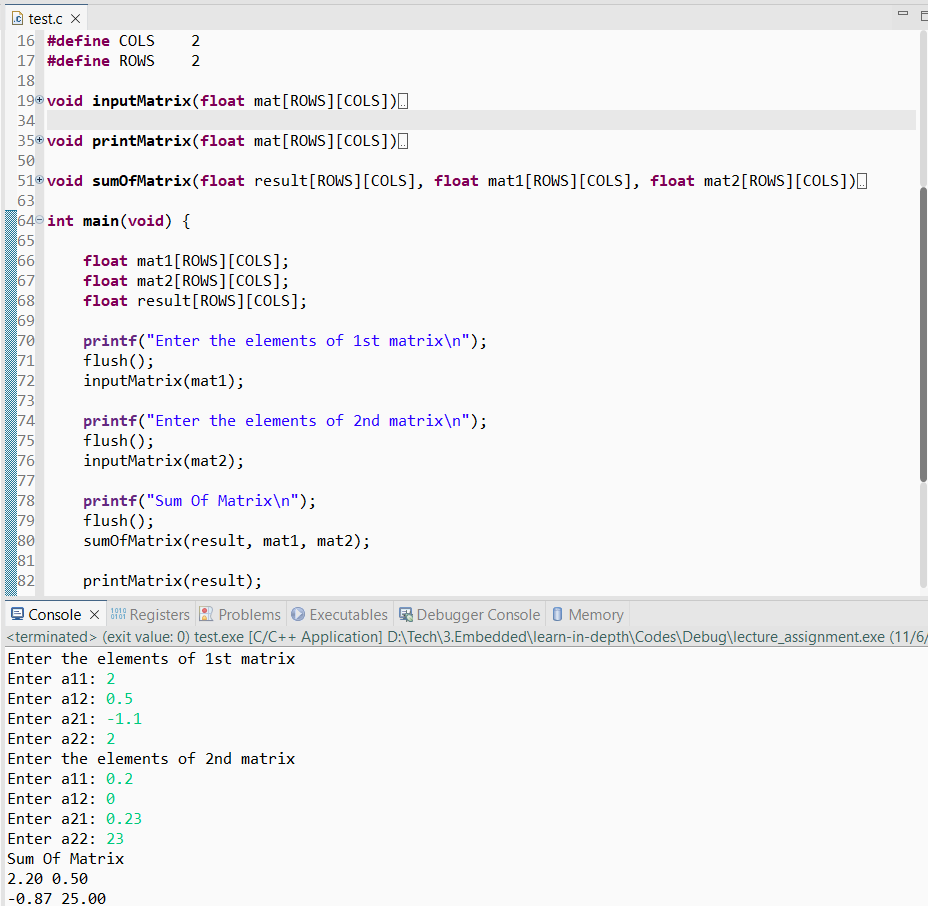 test.c
16 #define COLS    2
17 #define ROWS    2
18
19 void inputMatrix(float mat[ROWS][COLS])
34
35 void printMatrix(float mat[ROWS][COLS])
50
51 void sumOfMatrix(float result[ROWS][COLS], float mat1[ROWS][COLS], float mat2[ROWS][COLS])
63
64 int main(void) {
65
66     float mat1[ROWS][COLS];
67     float mat2[ROWS][COLS];
68     float result[ROWS][COLS];
69
70     printf("Enter the elements of 1st matrix\n");
71     flush();
72     inputMatrix(mat1);
73
74     printf("Enter the elements of 2nd matrix\n");
75     flush();
76     inputMatrix(mat2);
77
78     printf("Sum Of Matrix\n");
79     flush();
80     sumOfMatrix(result, mat1, mat2);
81
82     printMatrix(result);
Console Registers Problems Executables Debugger Console Memory
<terminated> (exit value: 0) test.exe [C/C++ Application] D:\Tech\3.Embedded\learn-in-depth\Codes\Debug\lecture_assignment.exe (11/6/
Enter the elements of 1st matrix
Enter a11: 2
Enter a12: 0.5
Enter a21: -1.1
Enter a22: 2
Enter the elements of 2nd matrix
Enter a11: 0.2
Enter a12: 0
Enter a21: 0.23
Enter a22: 23
Sum Of Matrix
2.20 0.50
-0.87 25.00